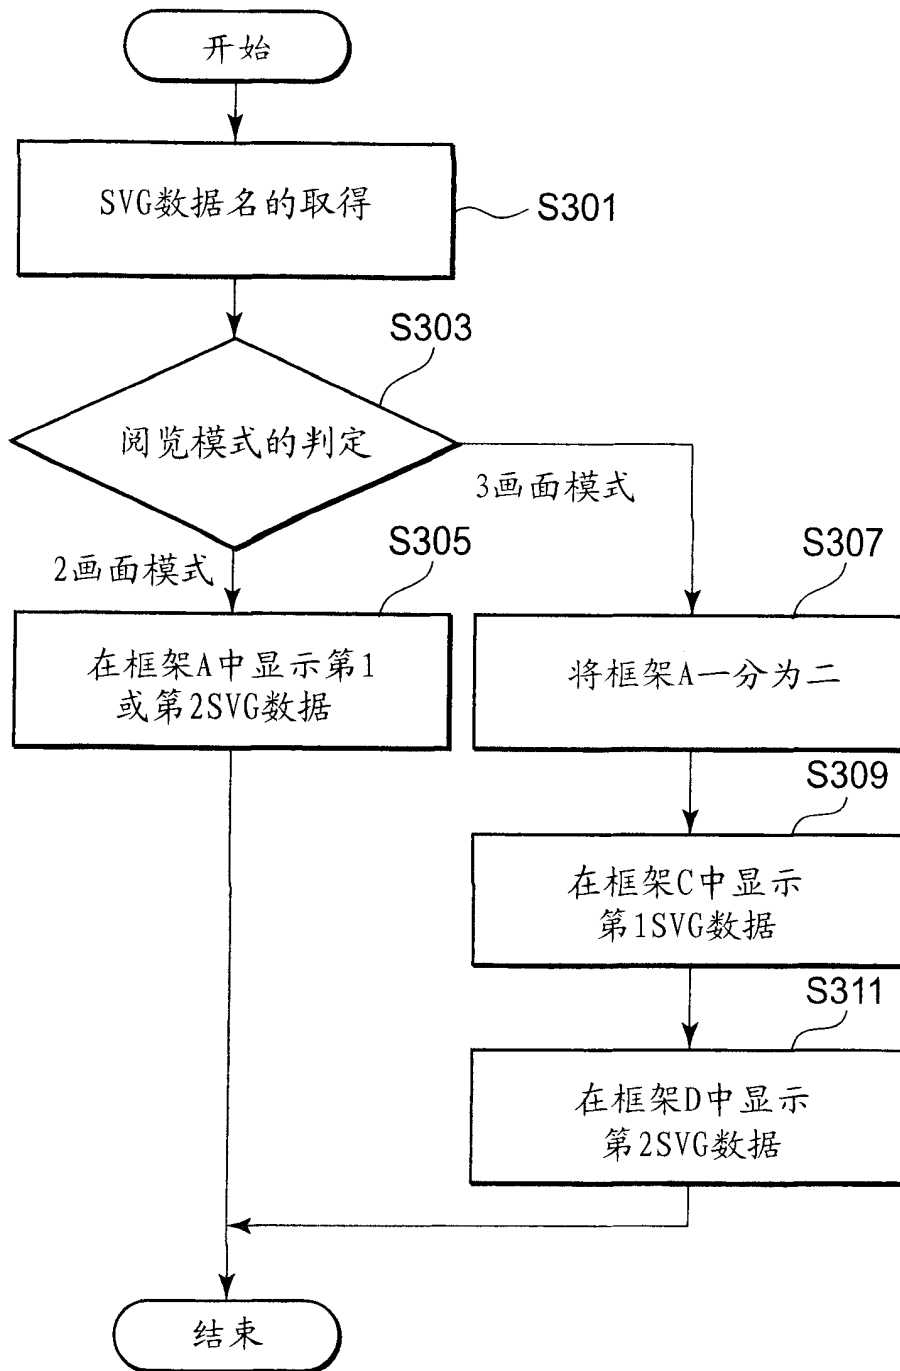 开始
SVG数据名的取得
S301
S303
阅览模式的判定
3画面模式
2画面模式
S305
在框架A中显示第1
或第2SVG数据
S307
将框架A一分为二
S309
在框架C中显示
第1SVG数据
S311
在框架D中显示
第2SVG数据
结束